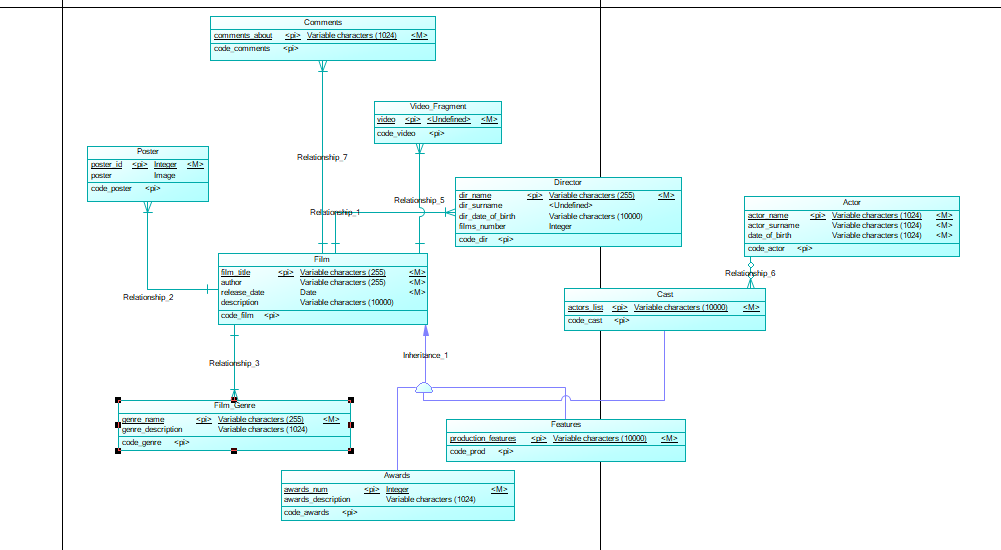 Comments
comments_about <pi> Variable characters (1024) <M>
code_comments <pi>
Video_Fragment
video <pi> <Undefined> <M>
code_video <pi>
Relationship_7
Poster
poster_id <pi> Integer <M>
poster Image
code_poster <pi>
Relationship_5
Relationship_1
Director
dir_name <pi> Variable characters (255) <M>
dir_surname <Undefined>
dir_date_of_birth Variable characters (10000)
films_number Integer
code_dir <pi>
Actor
actor_name <pi> Variable characters (1024) <M>
actor_surname Variable characters (1024) <M>
date_of_birth Variable characters (1024) <M>
code_actor <pi>
Relationship_6
Film
film_title <pi> Variable characters (255) <M>
author Variable characters (255) <M>
release_date Date <M>
description Variable characters (10000)
code_film <pi>
Relationship_2
Cast
actors_list <pi> Variable characters (10000) <M>
code_cast <pi>
Relationship_3
Inheritance_1
Film_Genre
genre_name <pi> Variable characters (255) <M>
genre_description Variable characters (1024)
code_genre <pi>
Features
production_features <pi> Variable characters (10000) <M>
code_prod <pi>
Awards
awards_num <pi> Integer <M>
awards_description Variable characters (1024)
code_awards <pi>